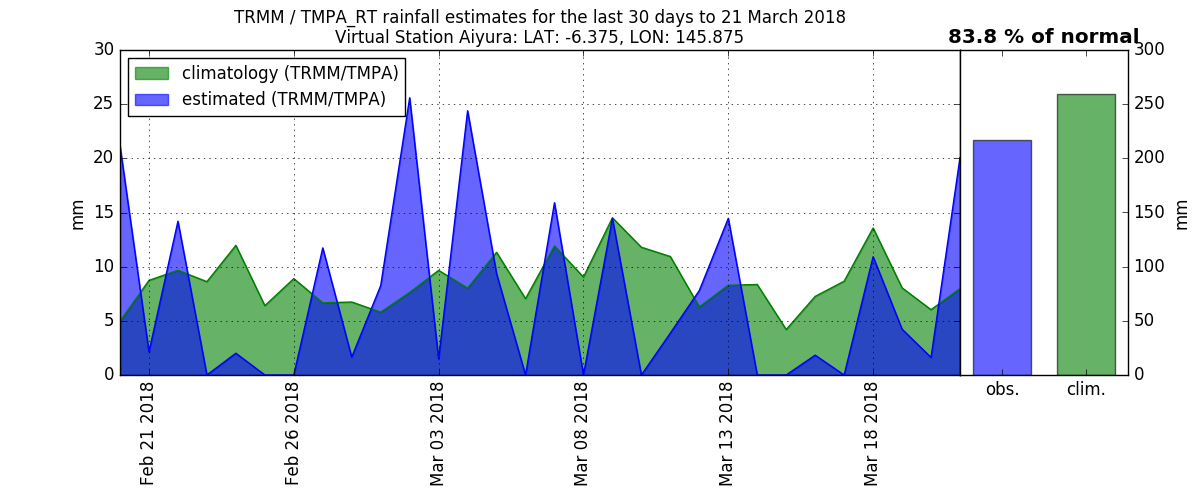 TRMM / TMPA_RT rainfall estimates for the last 30 days to 21 March 2018
Virtual Station Aiyura: LAT: -6.375, LON: 145.875
83.8 % of normal
climatology (TRMM/TMPA)
estimated (TRMM/TMPA)
mm
30
25
20
15
10
5
0
Feb 21 2018
Feb 26 2018
Mar 03 2018
Mar 08 2018
Mar 13 2018
Mar 18 2018
obs.
clim.
300
250
200
150
100
50
0
mm